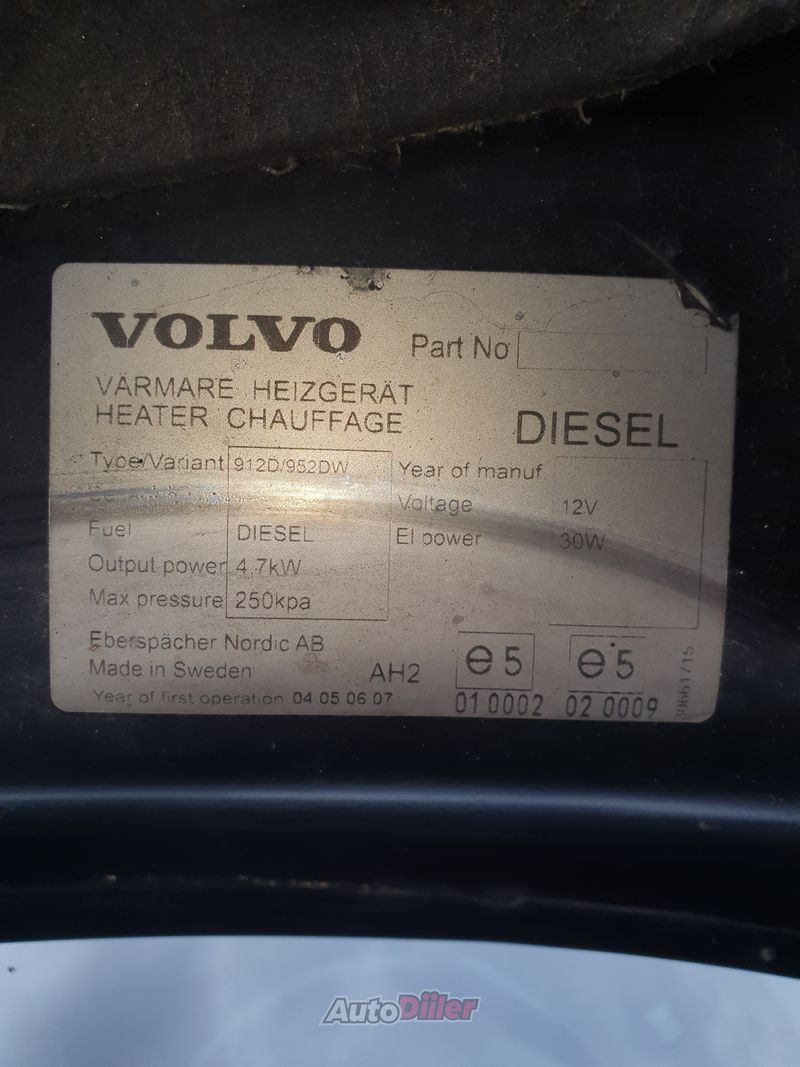 VOLVO Part No
VÄRMARE HEIZGERÄT
HEATER CHAUFFAGE
DIESEL
Type/Variant 912D/952DW Year of manuf
Voltage 12V
Fuel DIESEL El power 30W
Output power 4.7kW
Max pressure 250kpa
Eberspächer Nordic AB
Made in Sweden AH2 e5 e5
Year of first operation 04 05 06 07 01 0002 02 0009
AutoDiiler